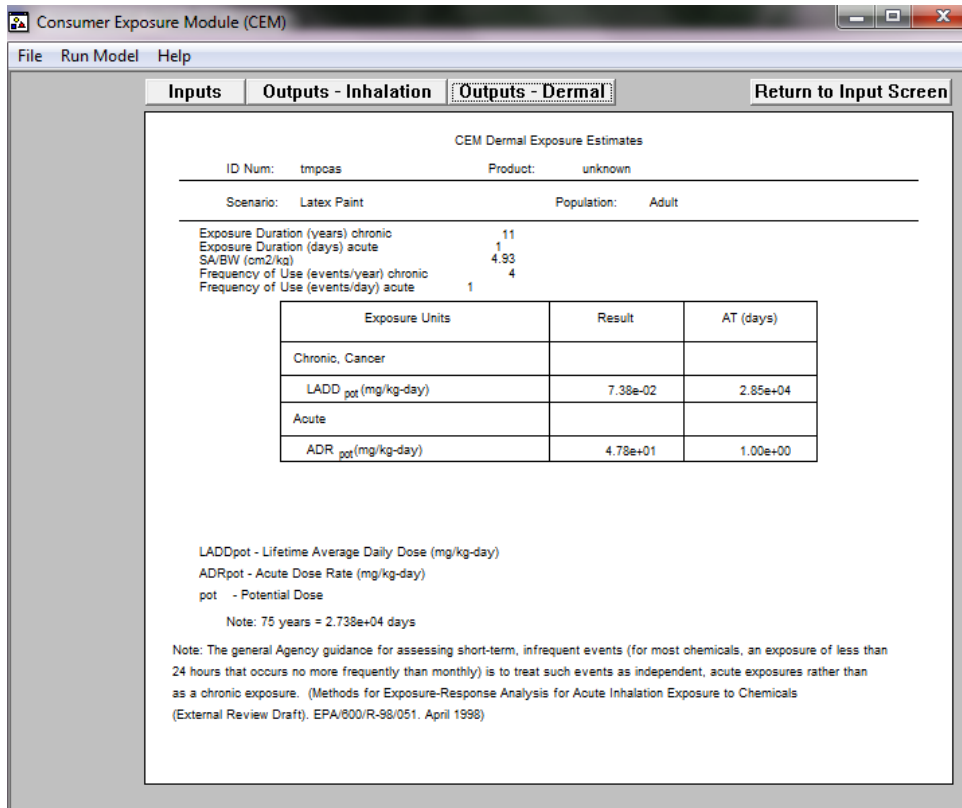 Consumer Exposure Module (CEM)
File Run Model Help
Inputs Outputs - Inhalation Outputs - Dermal Return to Input Screen
CEM Dermal Exposure Estimates
ID Num: tmpcas Product: unknown
Scenario: Latex Paint Population: Adult
Exposure Duration (years) chronic 11
Exposure Duration (days) acute 1
SA/BW (cm2/kg) 4.93
Frequency of Use (events/year) chronic 4
Frequency of Use (events/day) acute 1
Exposure Units Result AT (days)
Chronic, Cancer
LADD pot (mg/kg-day) 7.38e-02 2.85e+04
Acute
ADR pot(mg/kg-day) 4.78e+01 1.00e+00
LADDpot - Lifetime Average Daily Dose (mg/kg-day)
ADRpot - Acute Dose Rate (mg/kg-day)
pot - Potential Dose
Note: 75 years = 2.738e+04 days
Note: The general Agency guidance for assessing short-term, infrequent events (for most chemicals, an exposure of less than
24 hours that occurs no more frequently than monthly) is to treat such events as independent, acute exposures rather than
as a chronic exposure. (Methods for Exposure-Response Analysis for Acute Inhalation Exposure to Chemicals
(External Review Draft). EPA/600/R-98/051. April 1998)